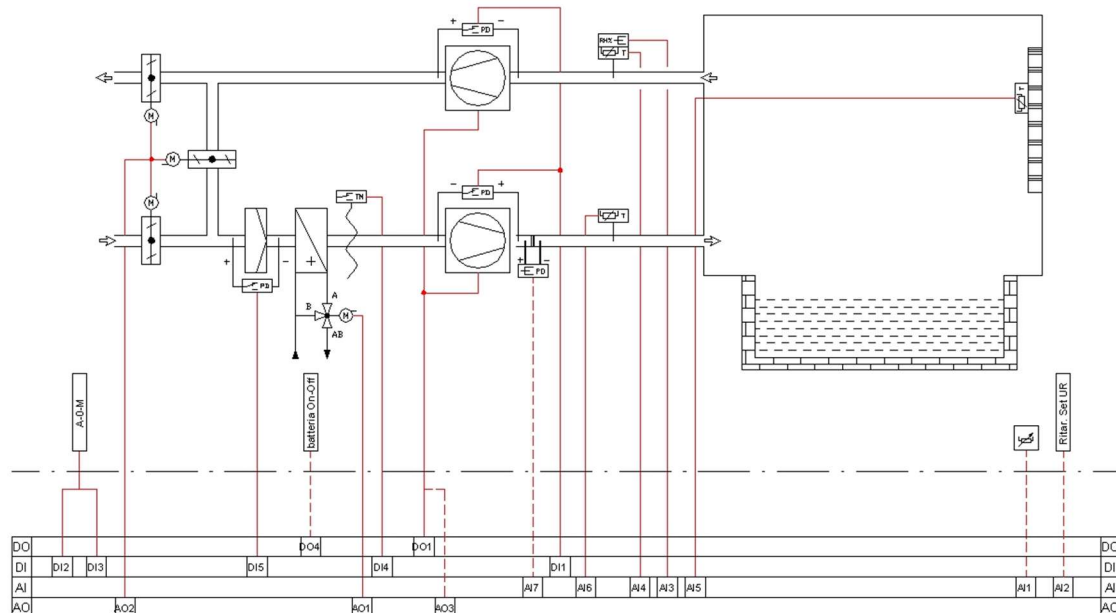 + PD −
RH%
T
T
M
M
− PD +
M
TM
T
+ −
PD
+ −
PD
+
A
B
M
AB
A-0-M
batteria On-Off
Ritar. Set UR
DO DO4 DO1 DO
DI DI2 DI3 DI5 DI4 DI1 DI
AI AI7 AI6 AI4 AI3 AI5 AI1 AI2 AI
AO AO2 AO1 AO3 AO